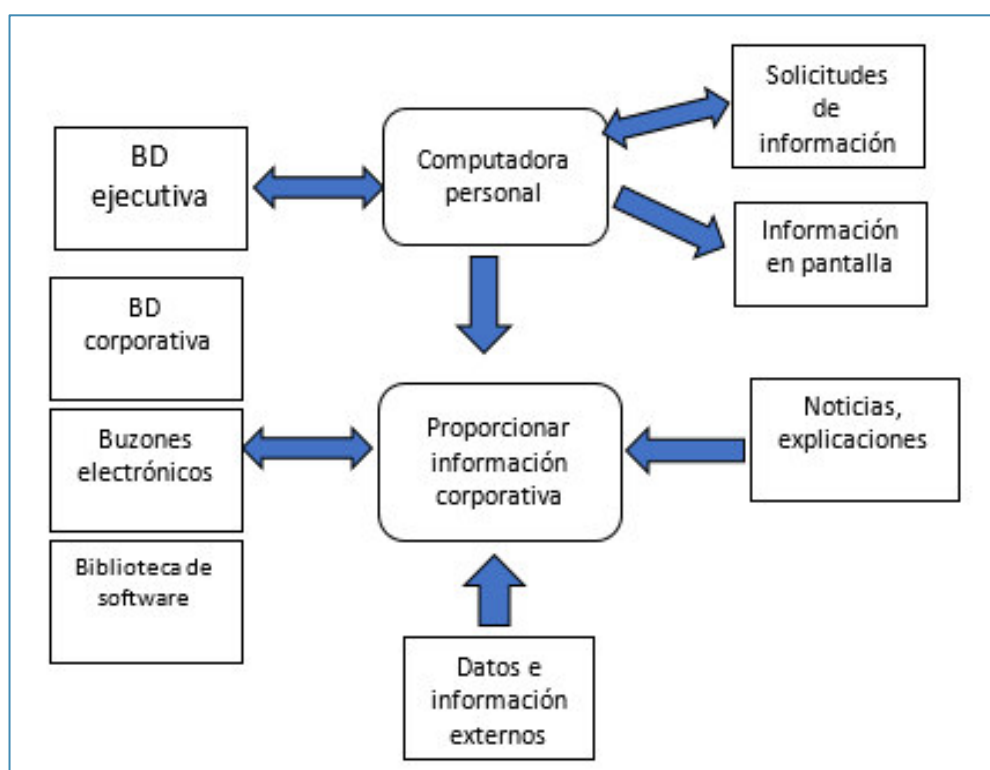 BD
ejecutiva
Computadora
personal
Solicitudes
de
información
Información
en pantalla
BD
corporativa
Buzones
electrónicos
Biblioteca de
software
Proporcionar
información
corporativa
Noticias,
explicaciones
Datos e
información
externos